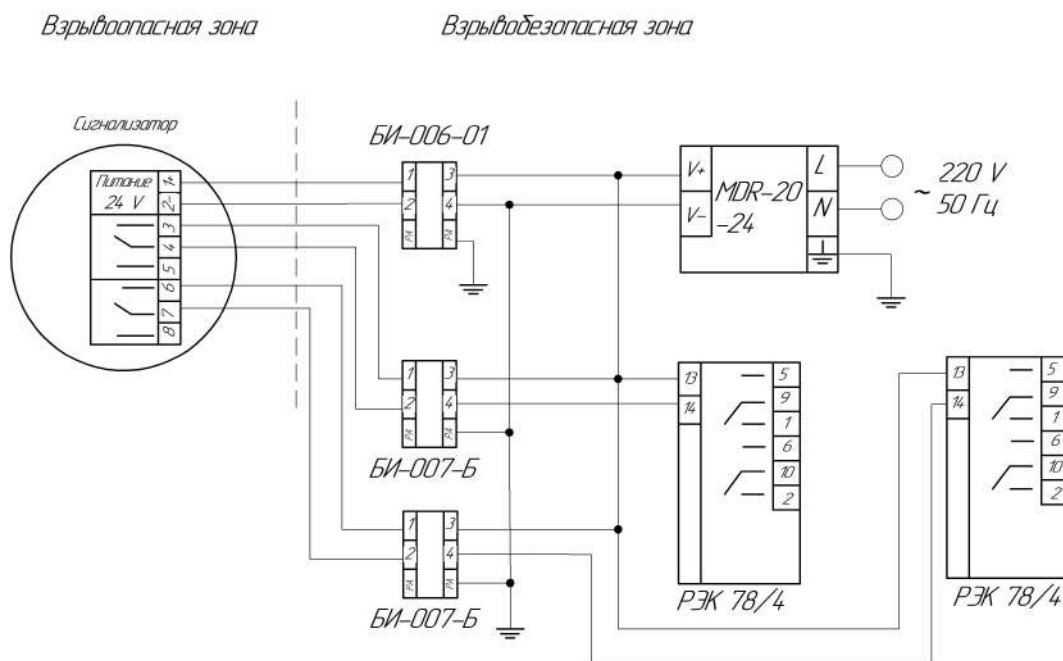 Взрывоопасная зона
Взрывобезопасная зона
Сигнализатор
Питание
24 V
1+
2-
3
4
5
6
7
8
БИ-006-01
1
2
PA
3
4
PA
V+
V-
MDR-20
-24
L
N
220 V
~ 50 Гц
БИ-007-Б
1
2
PA
3
4
PA
БИ-007-Б
1
2
PA
3
4
PA
13
14
5
9
1
6
10
2
РЭК 78/4
13
14
5
9
1
6
10
2
РЭК 78/4